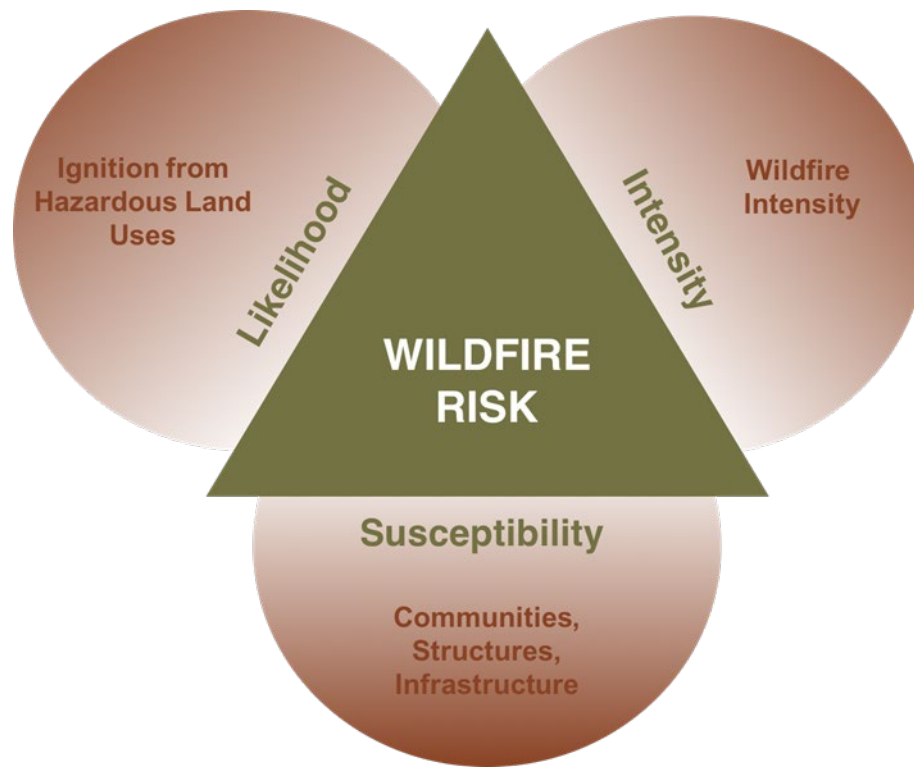 Ignition from
Hazardous Land
Uses
Likelihood
Intensity
Wildfire
Intensity
WILDFIRE
RISK
Susceptibility
Communities,
Structures,
Infrastructure